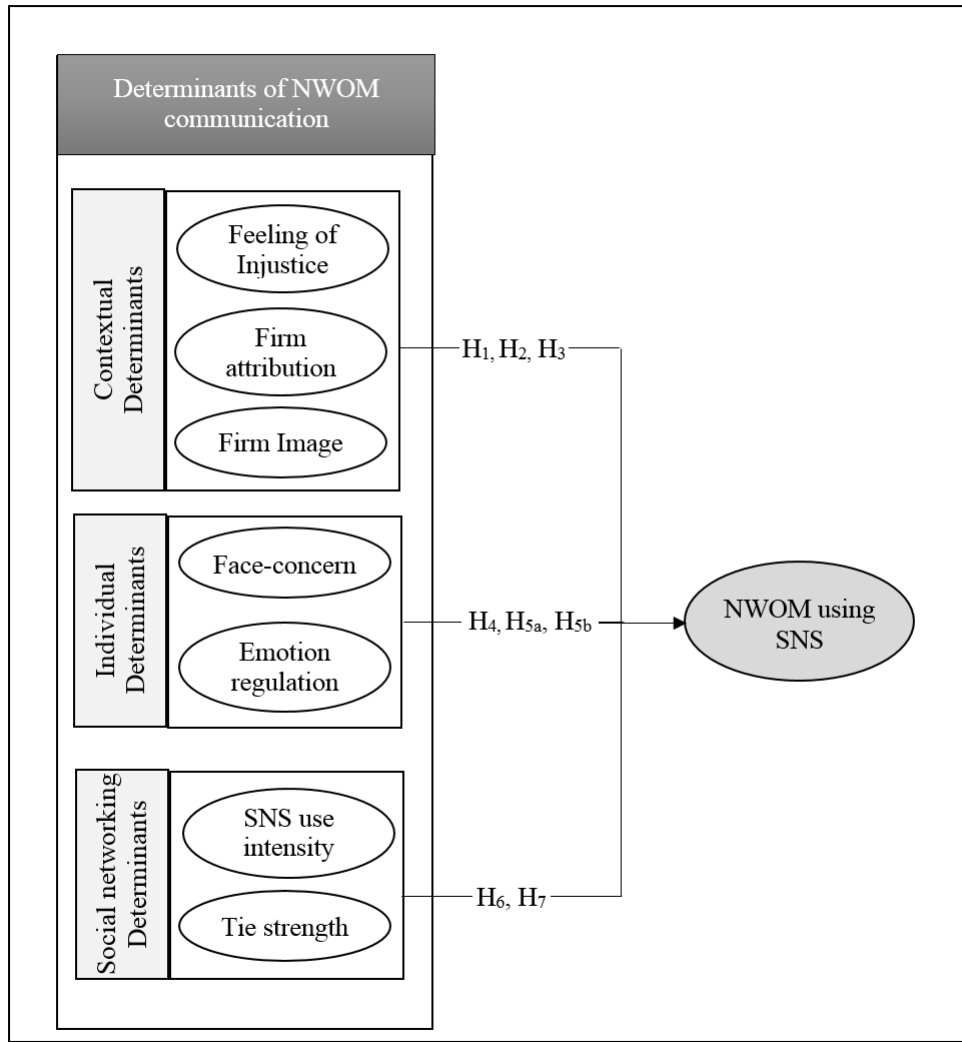 Determinants of NWOM
communication
Contextual
Determinants
Feeling of
Injustice
Firm
attribution
Firm Image
H₁, H₂, H₃
Individual
Determinants
Face-concern
Emotion
regulation
H₄, H₅ₐ, H₅b
NWOM using
SNS
Social networking
Determinants
SNS use
intensity
Tie strength
H₆, H₇